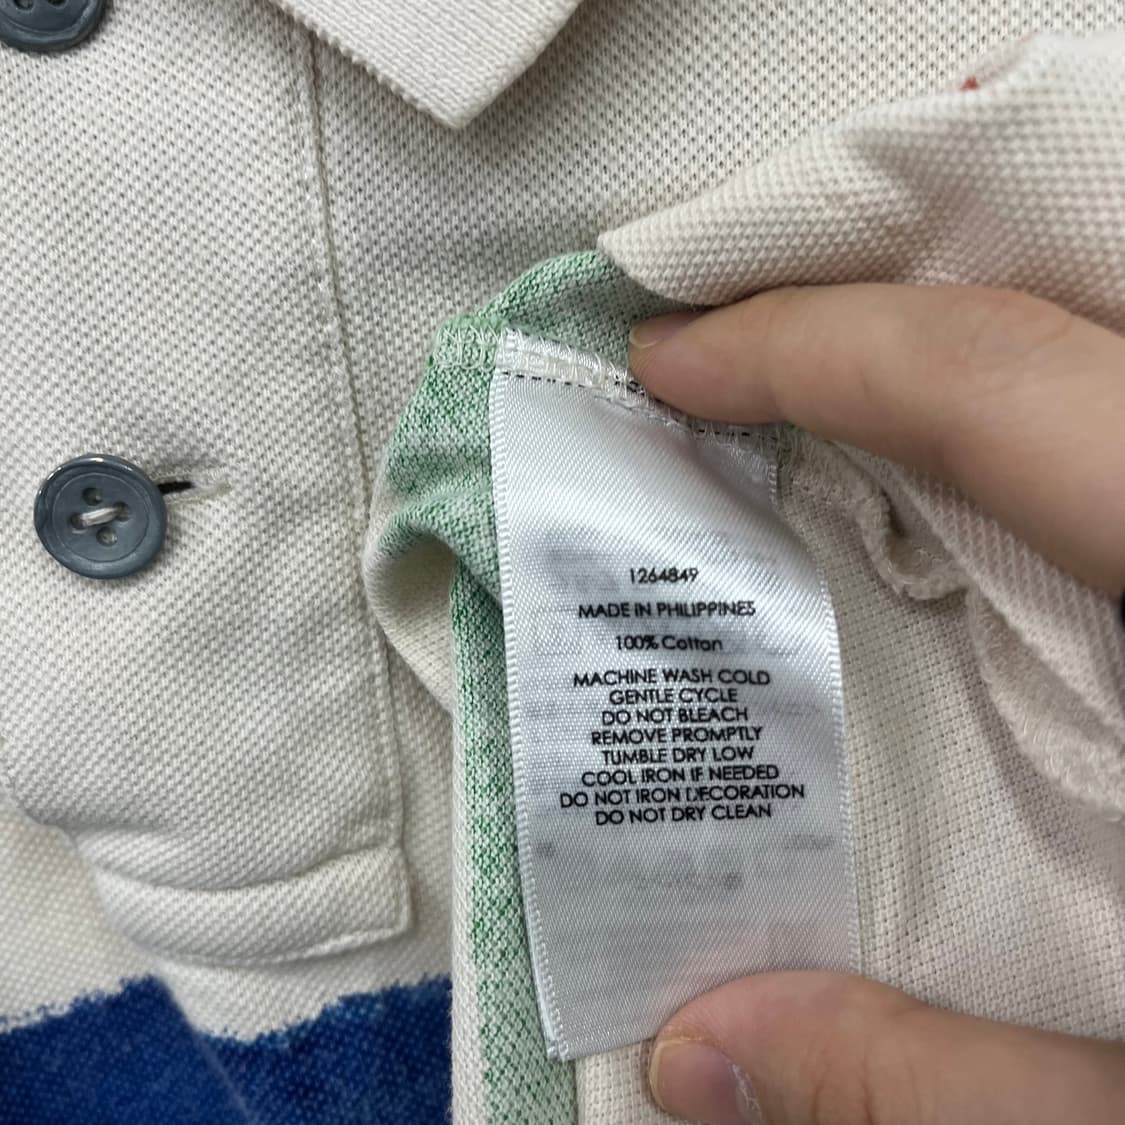 1264849
MADE IN PHILIPPINES
100% Cotton
MACHINE WASH COLD
GENTLE CYCLE
DO NOT BLEACH
REMOVE PROMPTLY
TUMBLE DRY LOW
COOL IRON IF NEEDED
DO NOT IRON DECORATION
DO NOT DRY CLEAN